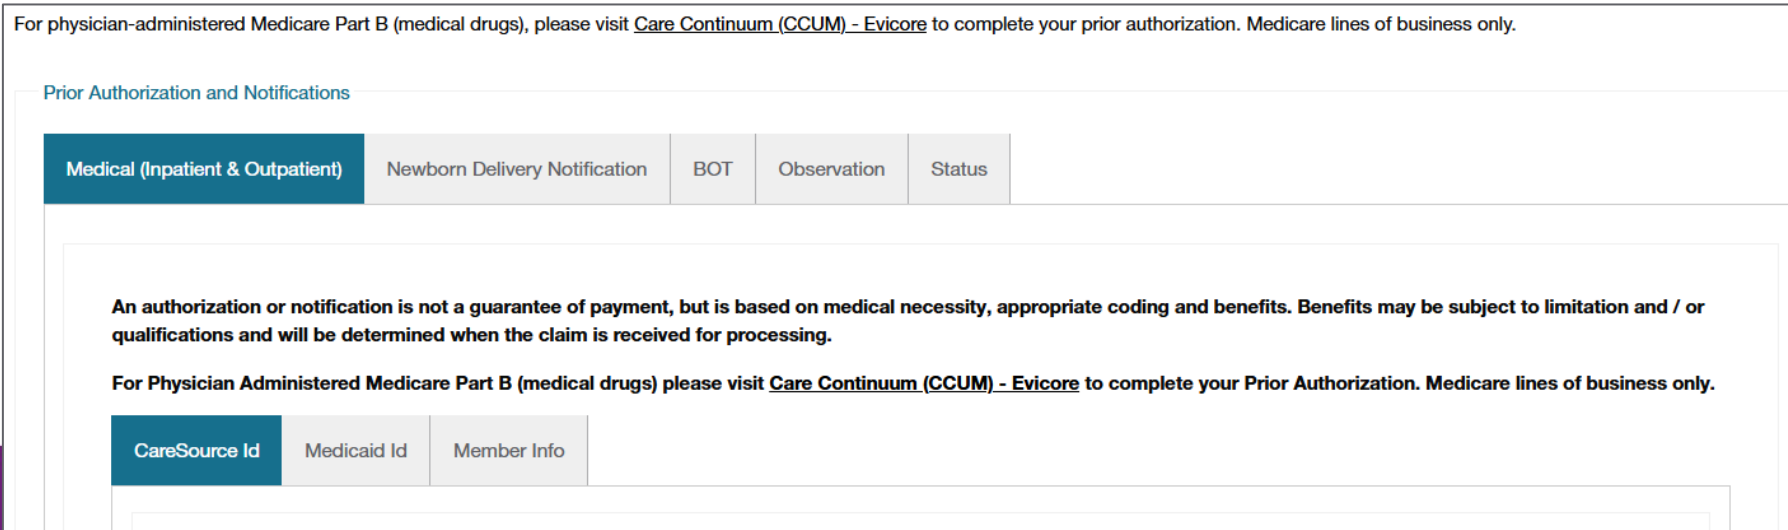 For physician-administered Medicare Part B (medical drugs), please visit Care Continuum (CCUM) - Evicore to complete your prior authorization. Medicare lines of business only.
Prior Authorization and Notifications
Medical (Inpatient & Outpatient) Newborn Delivery Notification BOT Observation Status
An authorization or notification is not a guarantee of payment, but is based on medical necessity, appropriate coding and benefits. Benefits may be subject to limitation and / or
qualifications and will be determined when the claim is received for processing.
For Physician Administered Medicare Part B (medical drugs) please visit Care Continuum (CCUM) - Evicore to complete your Prior Authorization. Medicare lines of business only.
CareSource Id Medicaid Id Member Info